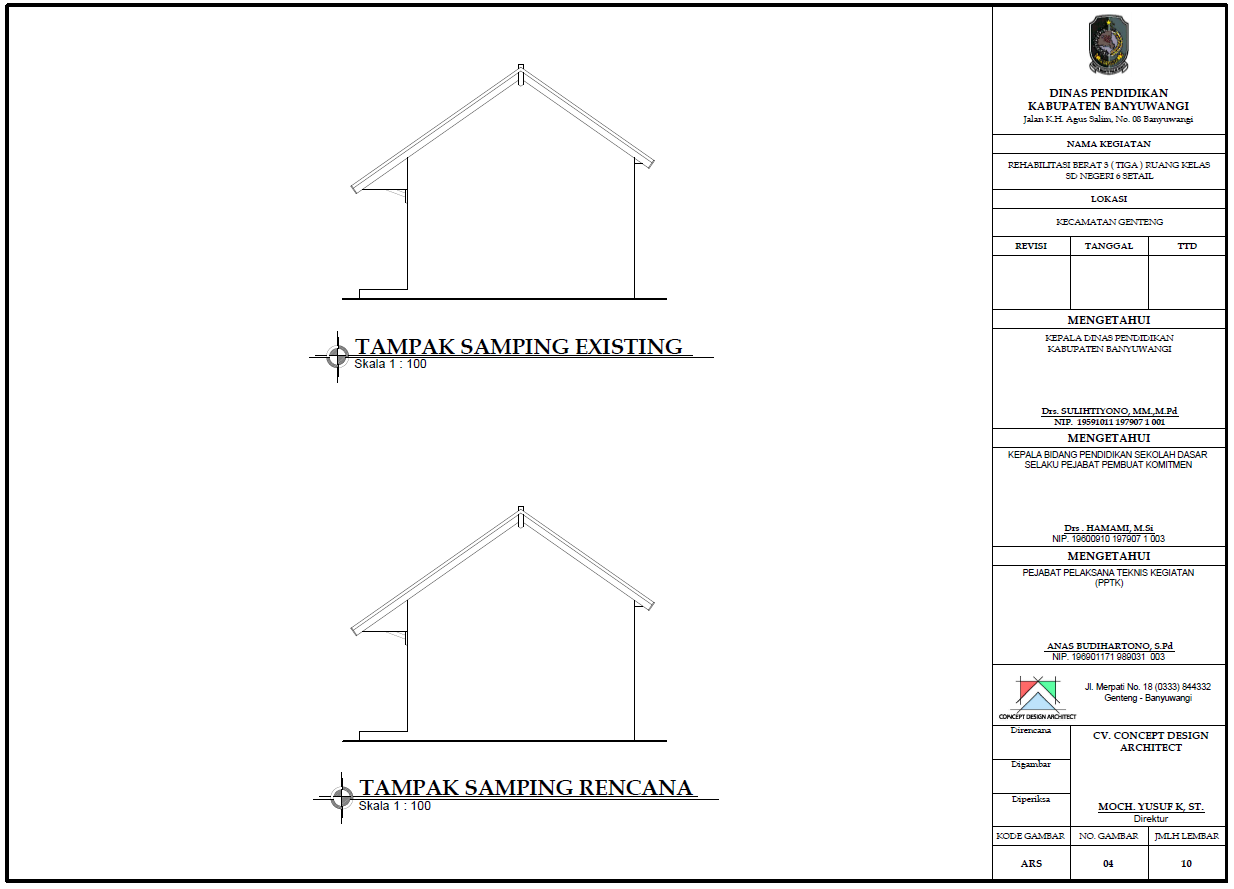 TAMPAK SAMPING EXISTING
Skala 1 : 100
TAMPAK SAMPING RENCANA
Skala 1 : 100
DINAS PENDIDIKAN
KABUPATEN BANYUWANGI
Jalan K.H. Agus Salim, No. 08 Banyuwangi
NAMA KEGIATAN
REHABILITASI BERAT 3 ( TIGA ) RUANG KELAS
SD NEGERI 6 SETAIL
LOKASI
KECAMATAN GENTENG
REVISI TANGGAL TTD
MENGETAHUI
KEPALA DINAS PENDIDIKAN
KABUPATEN BANYUWANGI
Drs. SULIHTIYONO, MM.,M.Pd
NIP. 19591011 197907 1 001
MENGETAHUI
KEPALA BIDANG PENDIDIKAN SEKOLAH DASAR
SELAKU PEJABAT PEMBUAT KOMITMEN
Drs . HAMAMI, M.Si
NIP. 19600910 197907 1 003
MENGETAHUI
PEJABAT PELAKSANA TEKNIS KEGIATAN
(PPTK)
ANAS BUDIHARTONO, S.Pd
NIP. 196901171 989031 003
CONCEPT DESIGN ARCHITECT
Jl. Merpati No. 18 (0333) 844332
Genteng - Banyuwangi
Direncana
CV. CONCEPT DESIGN
ARCHITECT
Digambar
Diperiksa
MOCH. YUSUF K, ST.
Direktur
KODE GAMBAR NO. GAMBAR JMLH LEMBAR
ARS 04 10